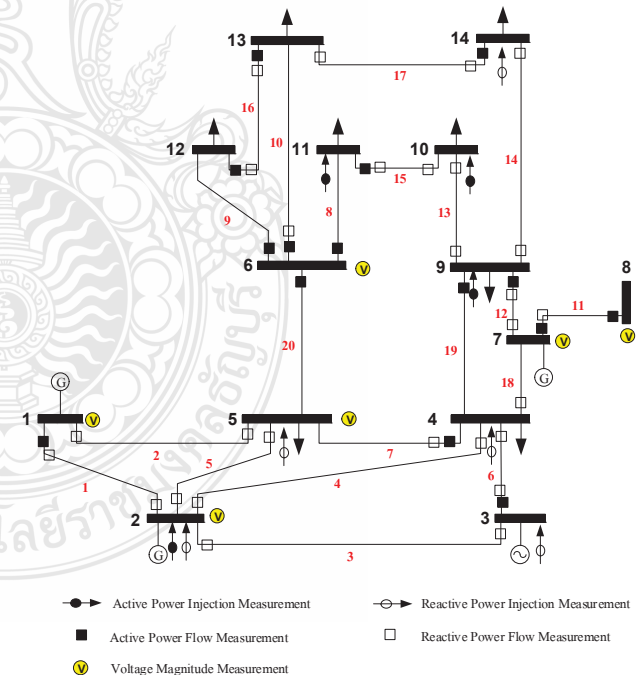 13
14
17
16
10
12
11
10
14
15
13
9
8
6
V
9
8
12
11
7
V
V
G
20
19
18
G
1
V
5
V
4
2
5
7
6
1
4
2
V
3
G
3
Active Power Injection Measurement
Reactive Power Injection Measurement
Active Power Flow Measurement
Reactive Power Flow Measurement
V Voltage Magnitude Measurement